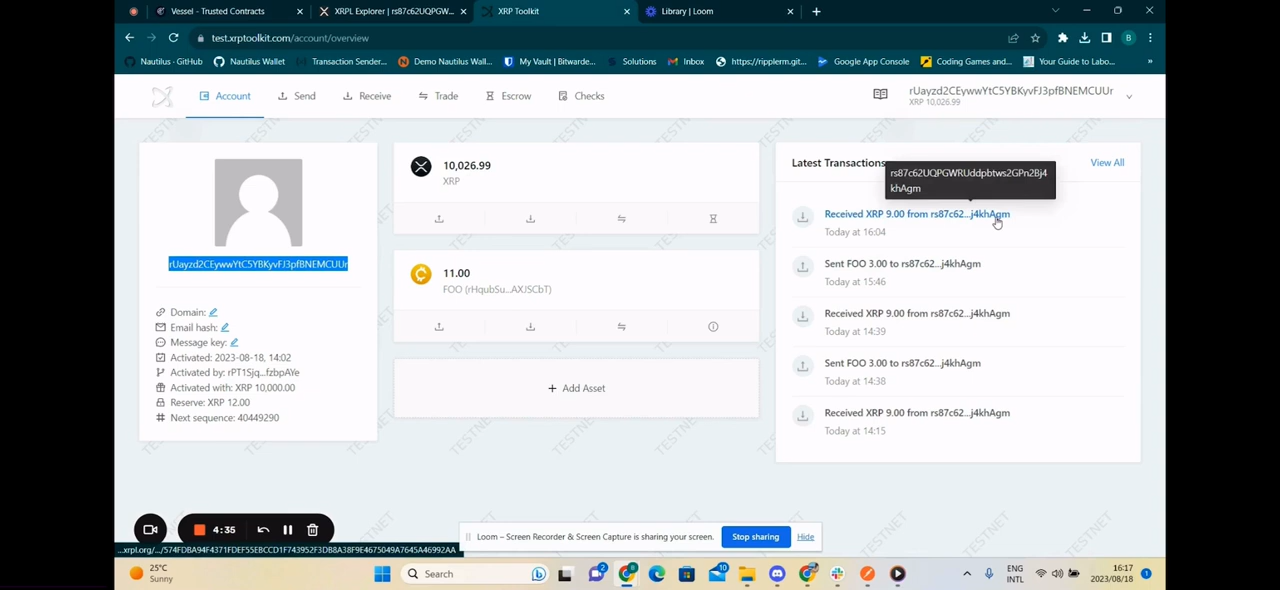 Vessel - Trusted Contracts
XRPL Explorer | rs87c62UQPGW...
XRP Toolkit
Library | Loom
test.xrptoolkit.com/account/overview
B
Nautilus - GitHub
Nautilus Wallet
Transaction Sender...
Demo Nautilus Wall...
My Vault | Bitwarde...
Solutions
Inbox
https://ripplerm.git...
Google App Console
Coding Games and...
Your Guide to Labo...
»
Account
Send
Receive
Trade
Escrow
Checks
rUayzd2CEywwYtC5YBKyvFJ3pfBNEMCUUr
XRP 10,026.99
rUayzd2CEywwYtC5YBKyvFJ3pfBNEMCUUr
Domain:
Email hash:
Message key:
Activated: 2023-08-18, 14:02
Activated by: rPT1Sjq...fzbpAYe
Activated with: XRP 10,000.00
Reserve: XRP 12.00
Next sequence: 40449290
10,026.99
XRP
11.00
FOO (rHqubSu...AXJSCbT)
+ Add Asset
Latest Transactions
View All
rs87c62UQPGWRUddpbtws2GPn2Bj4
khAgm
Received XRP 9.00 from rs87c62...j4khAgm
Today at 16:04
Sent FOO 3.00 to rs87c62...j4khAgm
Today at 15:46
Received XRP 9.00 from rs87c62...j4khAgm
Today at 14:39
Sent FOO 3.00 to rs87c62...j4khAgm
Today at 14:38
Received XRP 9.00 from rs87c62...j4khAgm
Today at 14:15
TESTNET
4:35
Loom – Screen Recorder & Screen Capture is sharing your screen.
Stop sharing
Hide
...xrpl.org/.../574FDBA94F4371FDEF55EBCCD1F743952F3DB8A38F9E4675049A7645A46992AA
25°C
Sunny
Search
2
10
ENG
INTL
16:17
2023/08/18
1